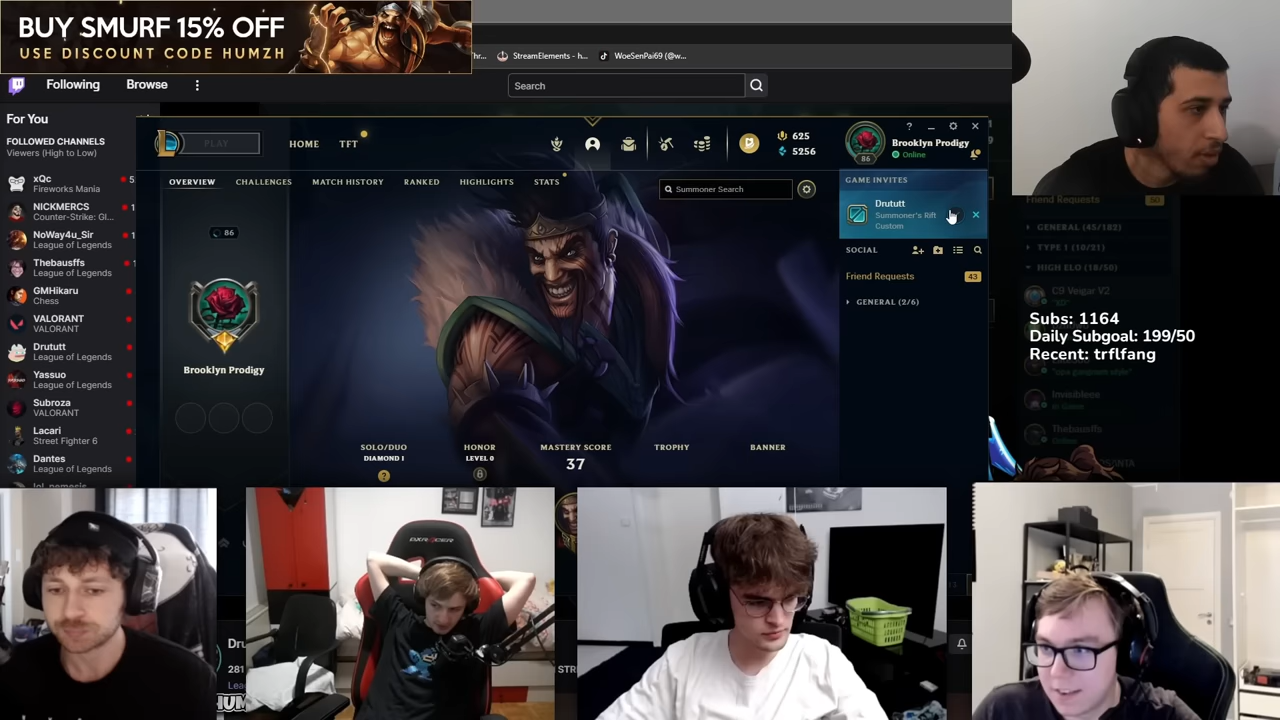 BUY SMURF 15% OFF
USE DISCOUNT CODE HUMZH
StreamElements - h...
WoeSenPai69 (@w...
Following
Browse
Search
For You
FOLLOWED CHANNELS
Viewers (High to Low)
xQc
Fireworks Mania
NICKMERCS
Counter-Strike: Gl...
NoWay4u_Sir
League of Legends
Thebausffs
League of Legends
GMHikaru
Chess
VALORANT
VALORANT
Drututt
League of Legends
Yassuo
League of Legends
Subroza
VALORANT
Lacari
Street Fighter 6
Dantes
League of Legends
PLAY
HOME
TFT
625
5256
86
Brooklyn Prodigy
Online
OVERVIEW
CHALLENGES
MATCH HISTORY
RANKED
HIGHLIGHTS
STATS
Summoner Search
86
Brooklyn Prodigy
SOLO/DUO
DIAMOND 1
HONOR
LEVEL 0
MASTERY SCORE
37
TROPHY
BANNER
GAME INVITES
Drututt
Summoner's Rift
Custom
SOCIAL
Friend Requests
43
GENERAL (2/6)
Friend Requests
50
GENERAL (45/182)
TYPE 1 (10/21)
HIGH ELO (18/50)
C9 Veigar V2
Subs: 1164
Daily Subgoal: 199/50
Recent: trflfang
Thebausffs
Online
DXRACER